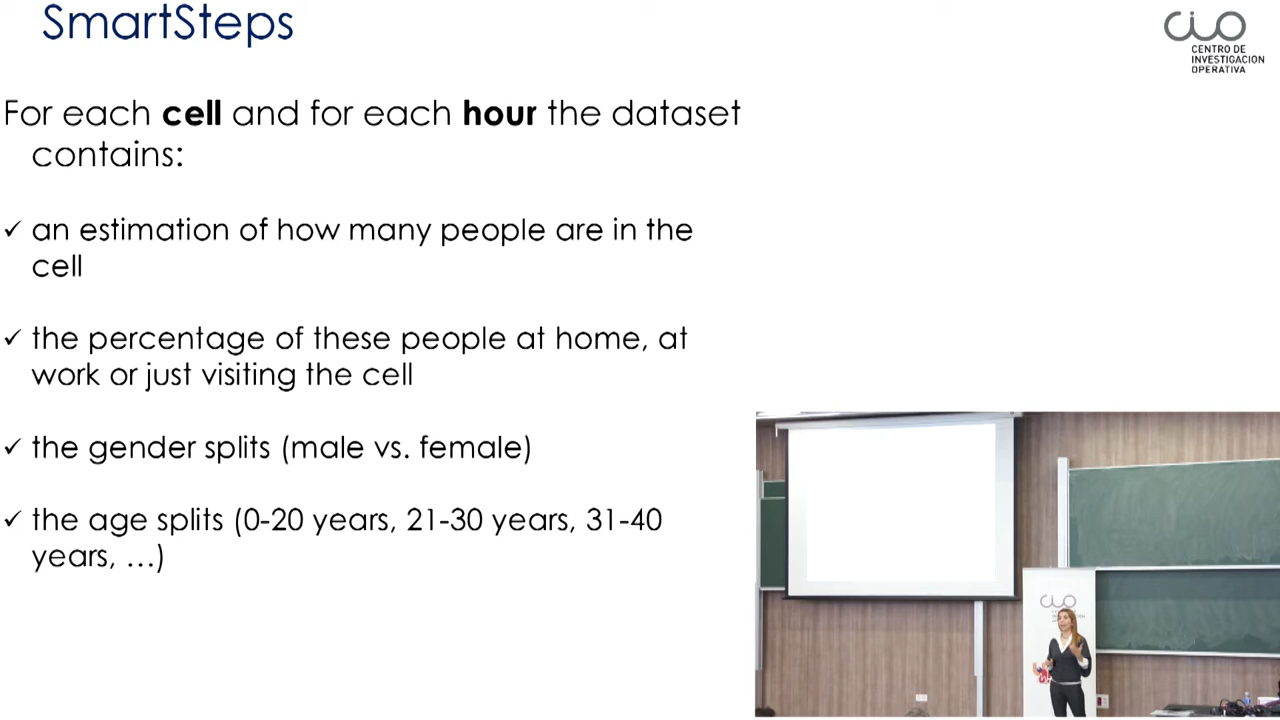 SmartSteps
CIO
CENTRO DE
INVESTIGACION
OPERATIVA
For each cell and for each hour the dataset
contains:
✓ an estimation of how many people are in the
cell
✓ the percentage of these people at home, at
work or just visiting the cell
✓ the gender splits (male vs. female)
✓ the age splits (0-20 years, 21-30 years, 31-40
years, …)
CIO